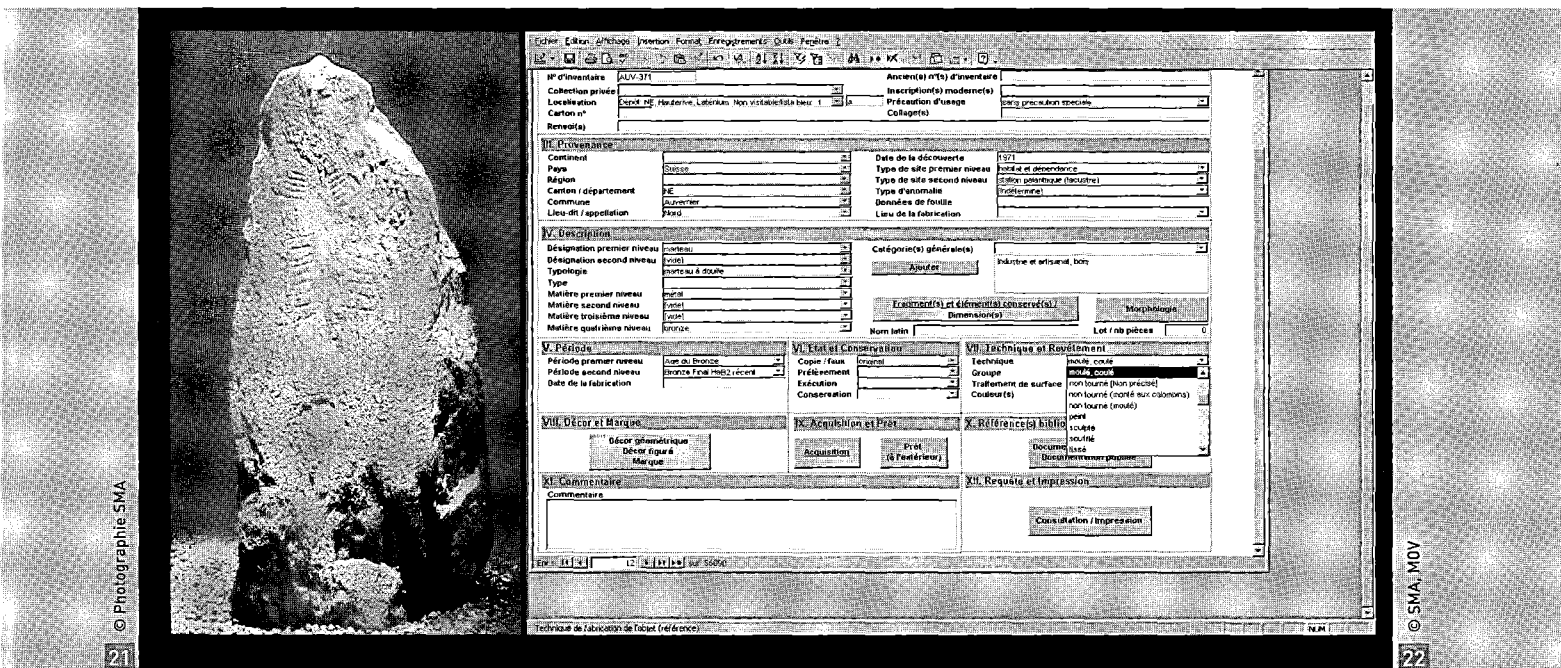 © Photographie SMA
21
Fichier Edition Affichage Insertion Format Enregistrements Outils Fenêtre ?
N° d'inventaire AUV-371
Collection privée
Localisation
Carton n°
Renvoi(s)
Ancien(s) n°(s) d'inventaire
Inscription(s) moderne(s)
Précaution d'usage sans précaution spéciale
Collage(s)
III. Provenance
Continent
Pays Suisse
Région
Canton / département NE
Commune Auvernier
Lieu-dit / appellation Nord
Date de la découverte 1971
Type de site premier niveau habitat et dépendance
Type de site second niveau station palafittique (lacustre)
Type d'anomalie (Indéterminé)
Données de fouille
Lieu de la fabrication
IV. Description
Désignation premier niveau marteau
Désignation second niveau [vide]
Typologie marteau à douille
Type
Matière premier niveau métal
Matière second niveau [vide]
Matière troisième niveau [vide]
Matière quatrième niveau bronze
Catégorie(s) générale(s)
Ajouter
Industrie et artisanat, bois
Fragment(s) et élément(s) conservé(s) /
Dimension(s)
Morphologie
Nom latin
Lot / nb pièces 0
V. Période
Période premier niveau Age du Bronze
Période second niveau Bronze Final HaB2 récent
Date de la fabrication
VI. Etat et Conservation
Copie / faux original
Prélèvement
Exécution
Conservation
VII. Technique et Revêtement
Technique moulé, coulé
Groupe moulé, coulé
Traitement de surface non tourné [Non précisé]
Couleur(s) non tourné (monté aux colombins)
non tourné (moulé)
peint
sculpté
soufflé
tissé
VIII. Décor et Marque
Décor géométrique
Décor figuré
Marque
IX. Acquisition et Prêt
Acquisition
Prêt
(à l'extérieur)
X. Référence(s) biblio
XI. Commentaire
Commentaire
XII. Requête et Impression
Consultation / Impression
Enr : 12 sur 56050
Technique de fabrication de l'objet (référence)
NUM
© SMA, MOV
22